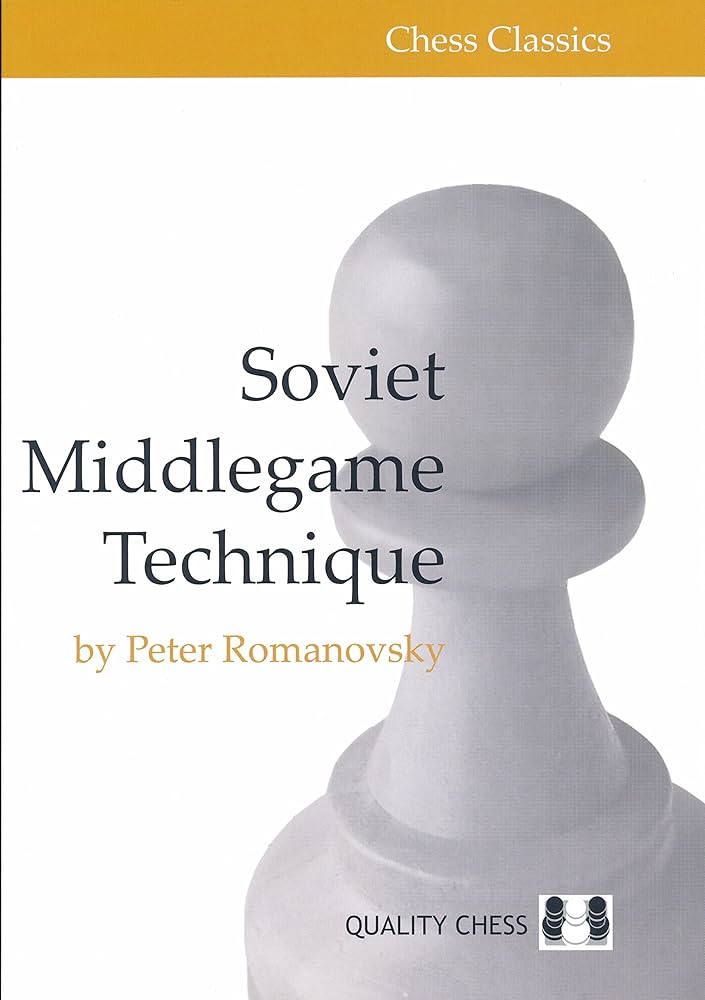 Chess Classics
Soviet
Middlegame
Technique
by Peter Romanovsky
QUALITY CHESS